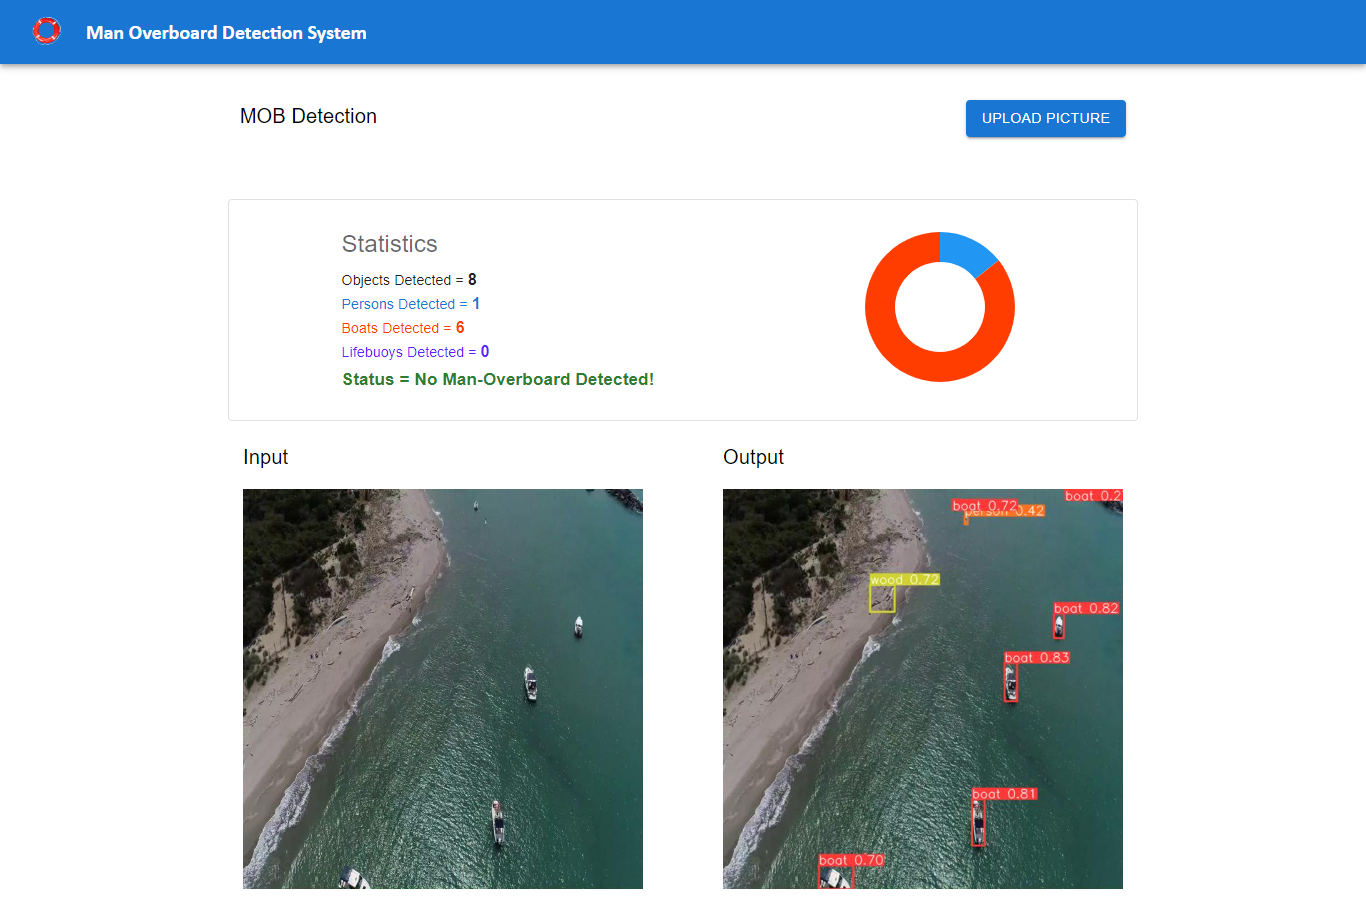 Man Overboard Detection System
MOB Detection
UPLOAD PICTURE
Statistics
Objects Detected = 8
Persons Detected = 1
Boats Detected = 6
Lifebuoys Detected = 0
Status = No Man-Overboard Detected!
Input
Output
boat 0.2
boat 0.72
person 0.42
wood 0.72
boat 0.82
boat 0.83
boat 0.81
boat 0.70